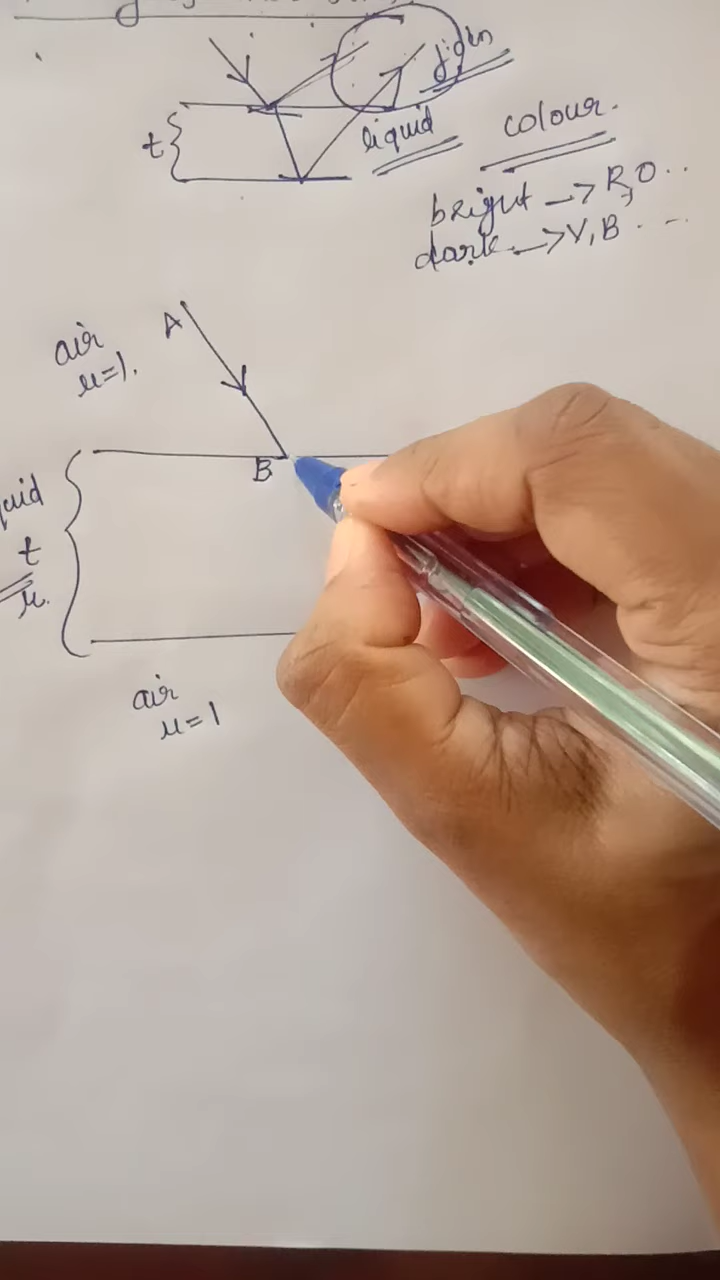 t
liquid
film
colour.
bright → R, O ..
dark → V, B . ..
A
air
μ=1.
B
t
μ.
air
μ=1